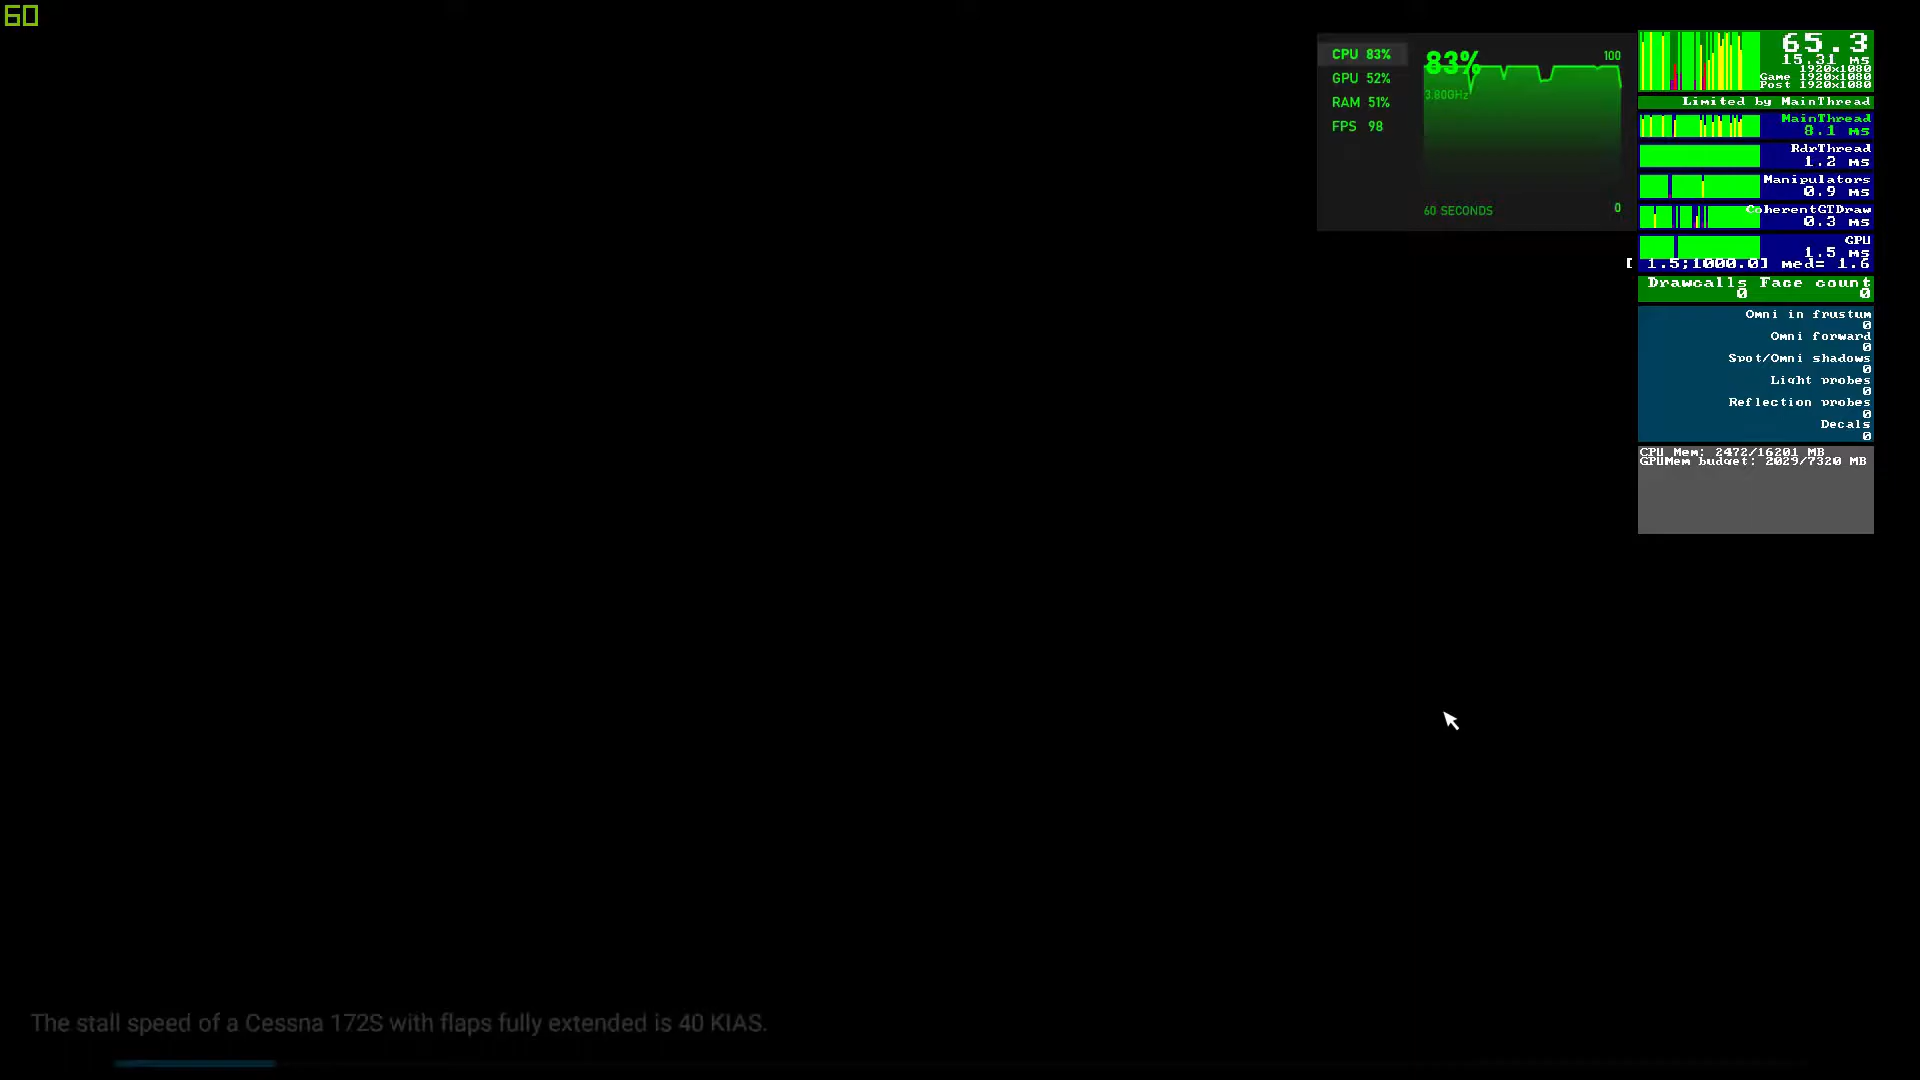 60
CPU 83%
GPU 52%
RAM 51%
FPS 98
83%
100
3.80GHz
60 SECONDS
0
65.3
15.31 ms
1920x1080
Game 1920x1080
Post 1920x1080
Limited by MainThread
MainThread
8.1 ms
RdrThread
1.2 ms
Manipulators
0.9 ms
CoherentGTDraw
0.3 ms
GPU
1.5 ms
[ 1.5;1000.0] med= 1.6
Drawcalls Face count
0 0
Omni in frustum
0
Omni forward
0
Spot/Omni shadows
0
Light probes
0
Reflection probes
0
Decals
0
CPU Mem: 2472/16201 MB
GPUMem budget: 2029/7320 MB
The stall speed of a Cessna 172S with flaps fully extended is 40 KIAS.